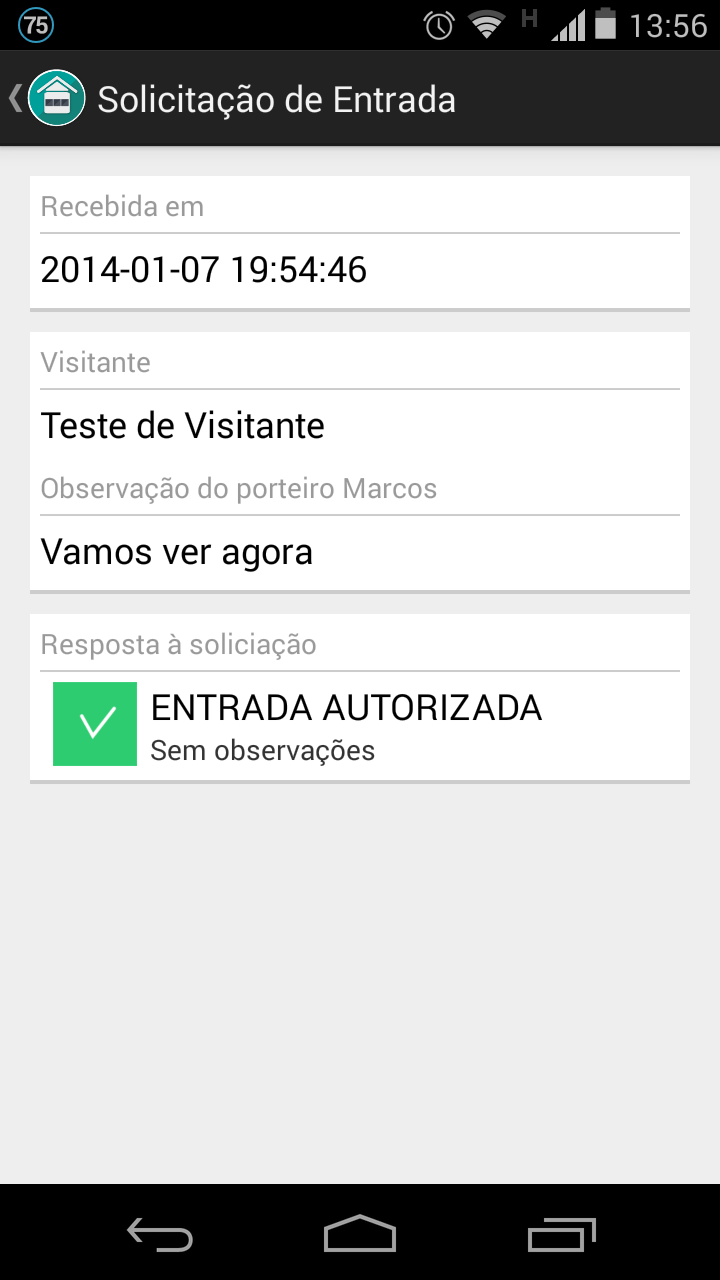 75
H
13:56
Solicitação de Entrada
Recebida em
2014-01-07 19:54:46
Visitante
Teste de Visitante
Observação do porteiro Marcos
Vamos ver agora
Resposta à soliciação
ENTRADA AUTORIZADA
Sem observações